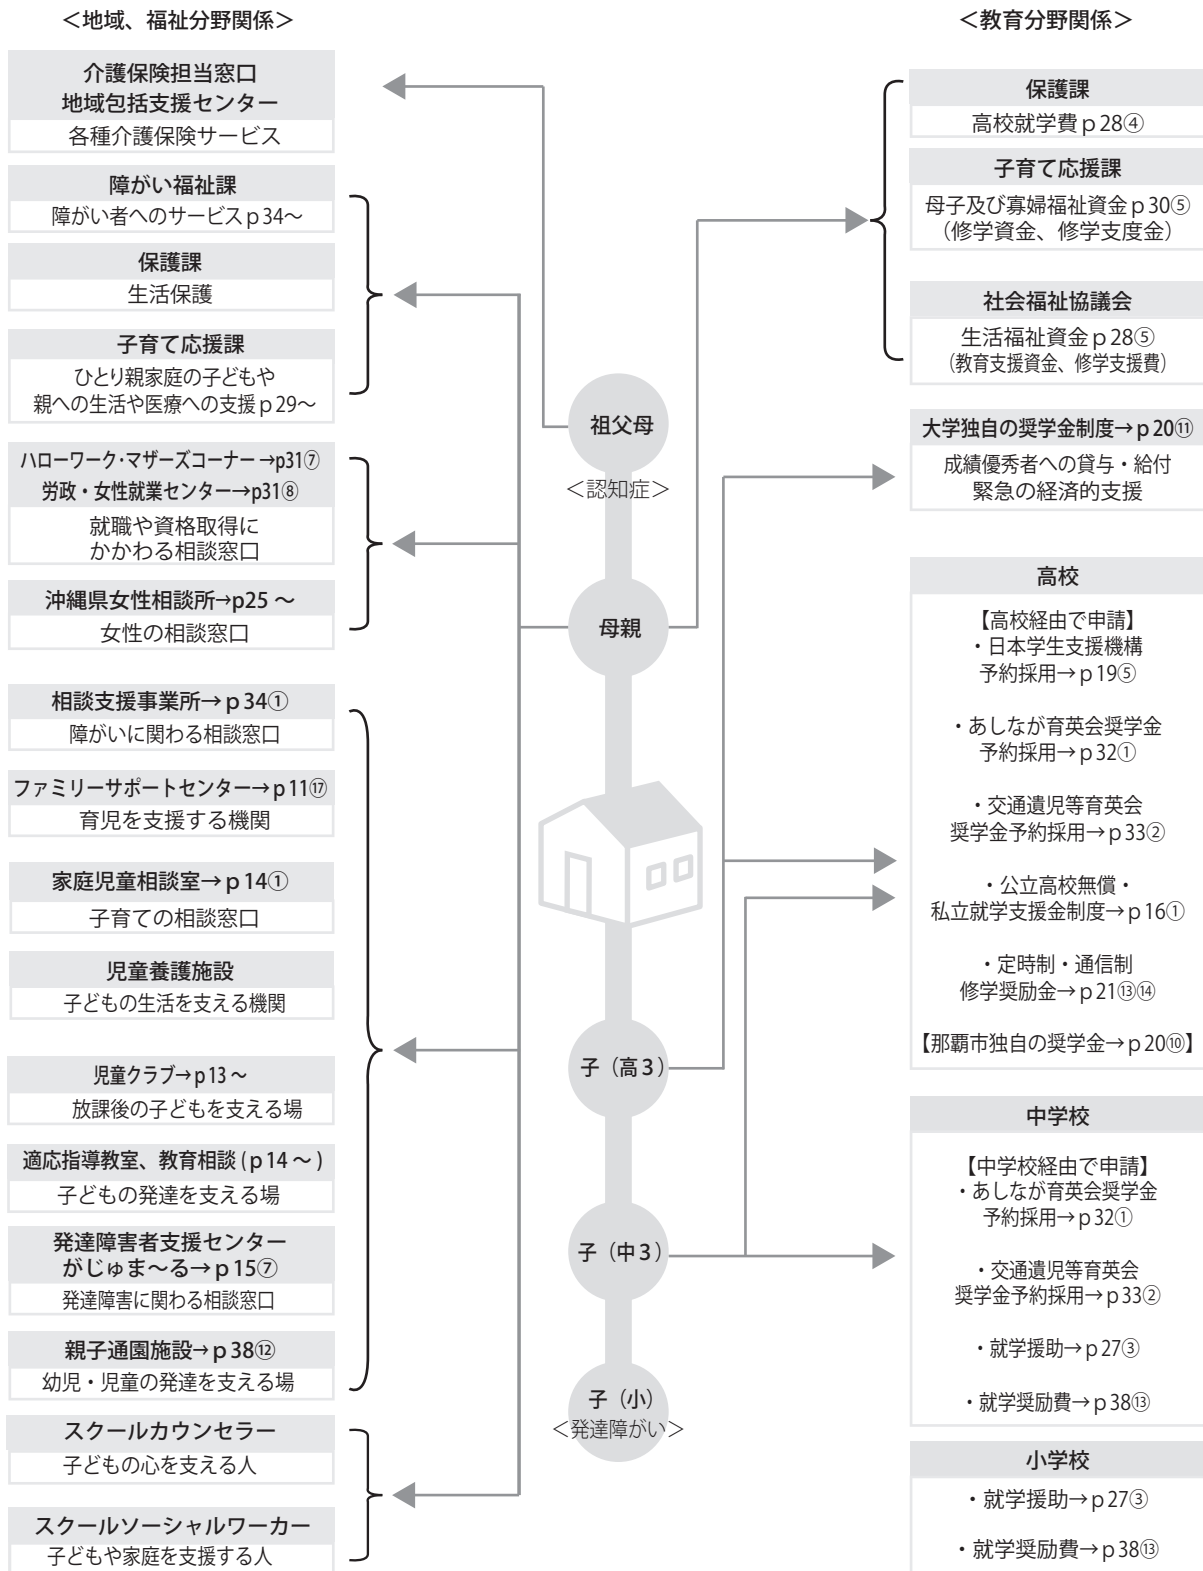 ＜地域、福祉分野関係＞
介護保険担当窓口
地域包括支援センター
各種介護保険サービス
障がい福祉課
障がい者へのサービスp34～
保護課
生活保護
子育て応援課
ひとり親家庭の子どもや
親への生活や医療への支援p29～
ハローワーク･マザーズコーナー→p31⑦
労政・女性就業センター→p31⑧
就職や資格取得に
かかわる相談窓口
沖縄県女性相談所→p25～
女性の相談窓口
相談支援事業所→p34①
障がいに関わる相談窓口
ファミリーサポートセンター→p11⑰
育児を支援する機関
家庭児童相談室→p14①
子育ての相談窓口
児童養護施設
子どもの生活を支える機関
児童クラブ→p13～
放課後の子どもを支える場
適応指導教室、教育相談(p14～)
子どもの発達を支える場
発達障害者支援センター
がじゅま～る→p15⑦
発達障害に関わる相談窓口
親子通園施設→p38⑫
幼児・児童の発達を支える場
スクールカウンセラー
子どもの心を支える人
スクールソーシャルワーカー
子どもや家庭を支援する人
祖父母
＜認知症＞
母親
子（高3）
子（中3）
子（小）
＜発達障がい＞
＜教育分野関係＞
保護課
高校就学費p28④
子育て応援課
母子及び寡婦福祉資金p30⑤
（修学資金、修学支度金）
社会福祉協議会
生活福祉資金p28⑤
（教育支援資金、修学支援費）
大学独自の奨学金制度→p20⑪
成績優秀者への貸与・給付
緊急の経済的支援
高校
【高校経由で申請】
・日本学生支援機構
予約採用→p19⑤
・あしなが育英会奨学金
予約採用→p32①
・交通遺児等育英会
奨学金予約採用→p33②
・公立高校無償・
私立就学支援金制度→p16①
・定時制・通信制
修学奨励金→p21⑬⑭
【那覇市独自の奨学金→p20⑩】
中学校
【中学校経由で申請】
・あしなが育英会奨学金
予約採用→p32①
・交通遺児等育英会
奨学金予約採用→p33②
・就学援助→p27③
・就学奨励費→p38⑬
小学校
・就学援助→p27③
・就学奨励費→p38⑬